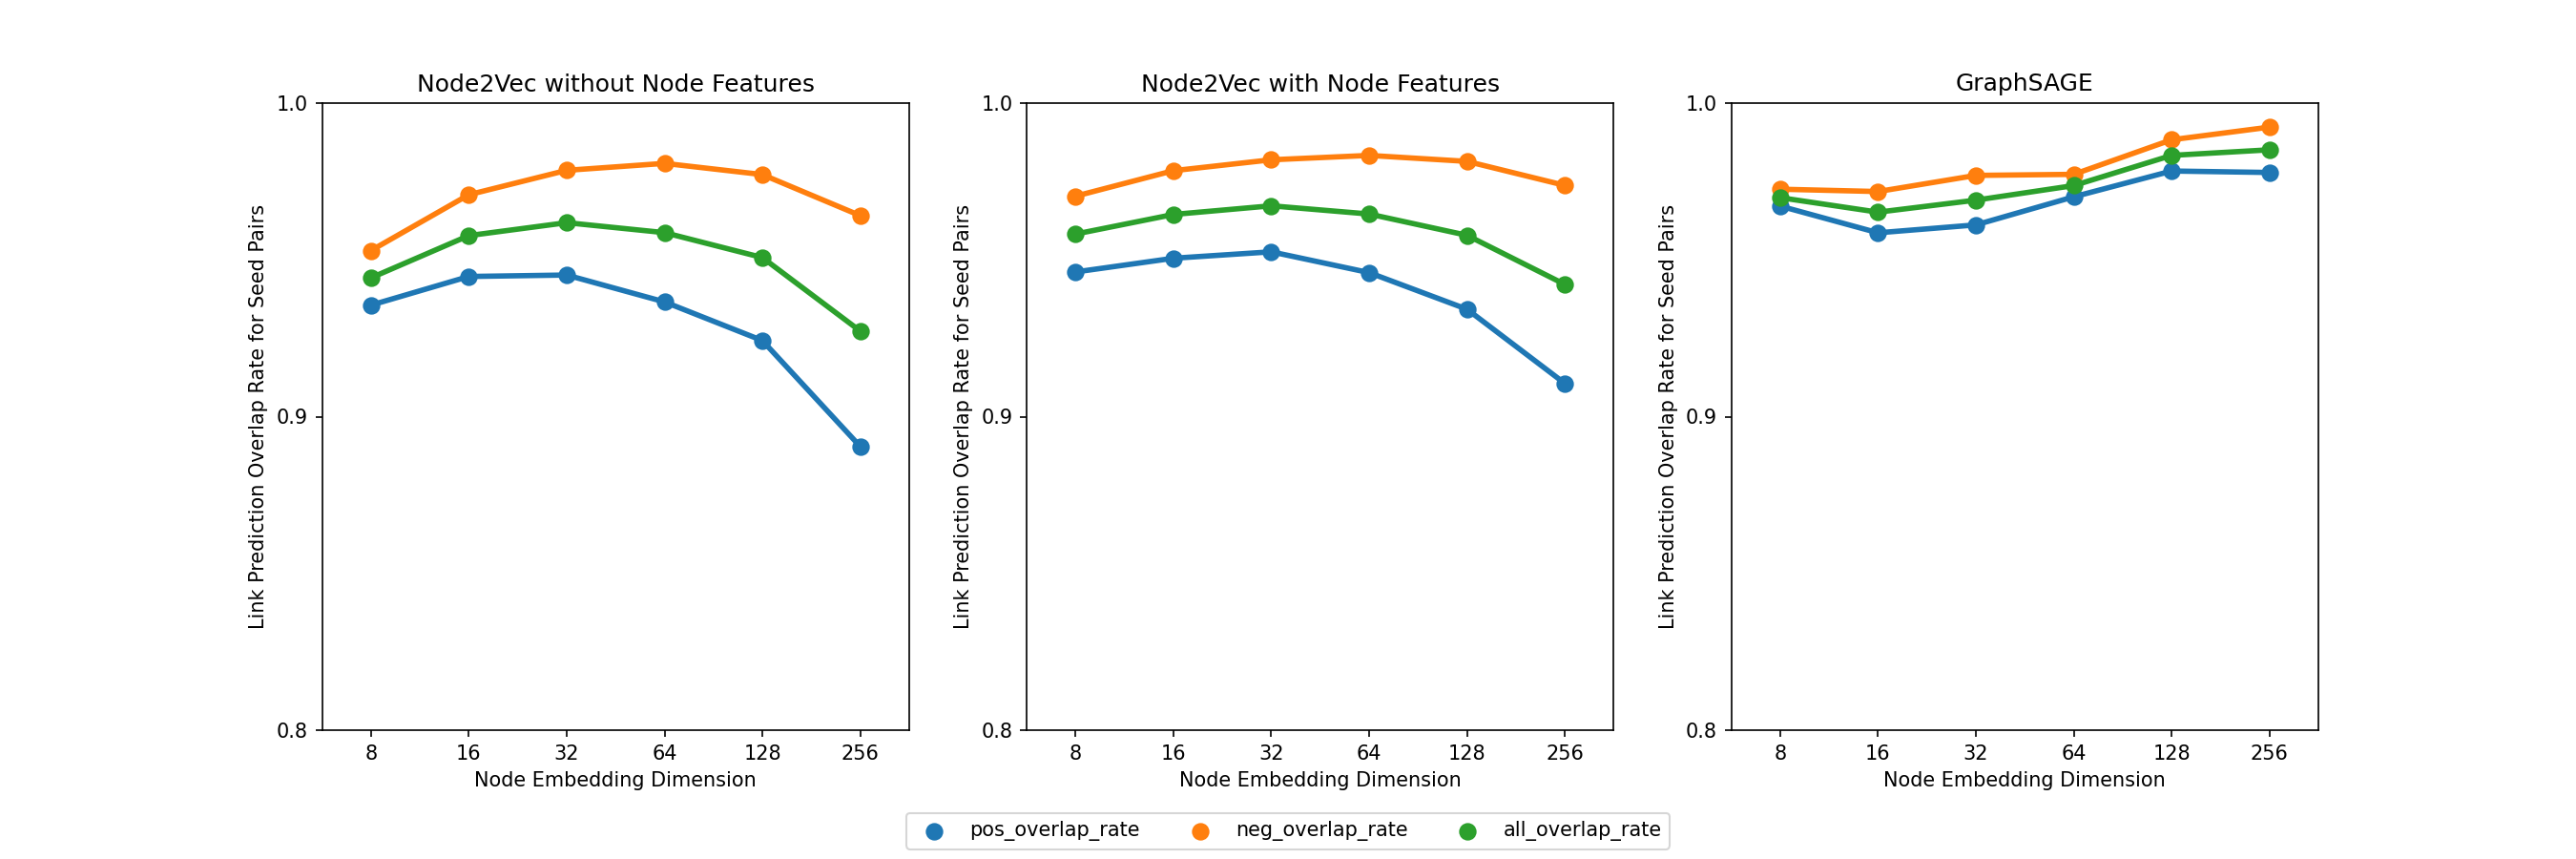 Node2Vec without Node Features
1.0
0.9
0.8
Link Prediction Overlap Rate for Seed Pairs
8 16 32 64 128 256
Node Embedding Dimension
Node2Vec with Node Features
1.0
0.9
0.8
Link Prediction Overlap Rate for Seed Pairs
8 16 32 64 128 256
Node Embedding Dimension
GraphSAGE
1.0
0.9
0.8
Link Prediction Overlap Rate for Seed Pairs
8 16 32 64 128 256
Node Embedding Dimension
pos_overlap_rate neg_overlap_rate all_overlap_rate